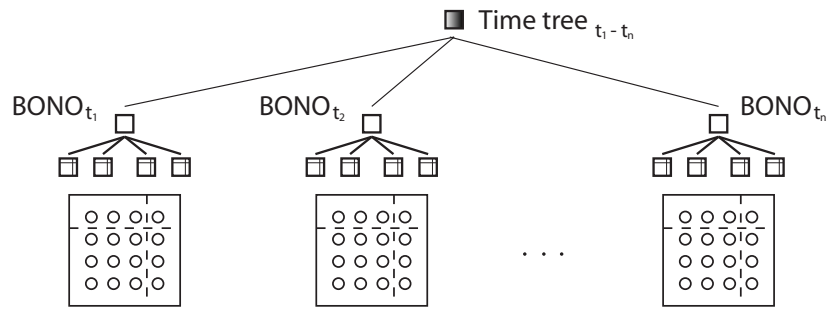 Time tree t₁ - tₙ
BONOt₁ BONOt₂ BONOtₙ
. . .